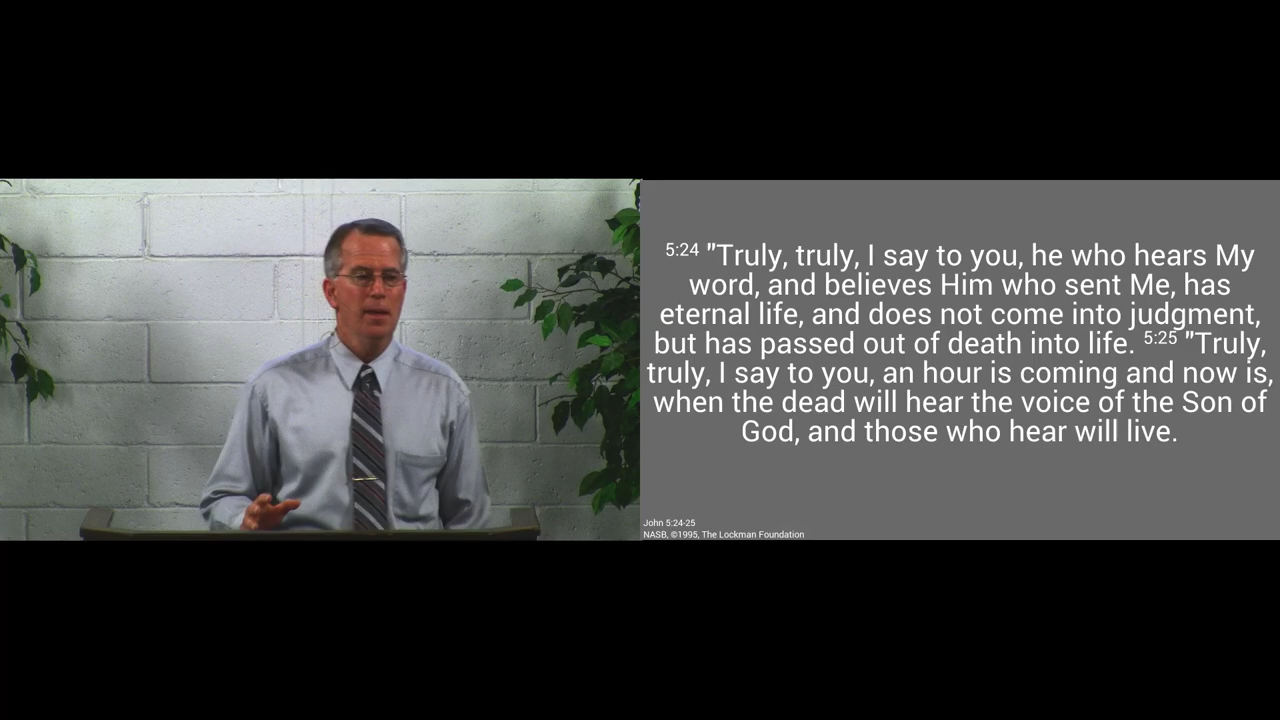 5:24 "Truly, truly, I say to you, he who hears My
word, and believes Him who sent Me, has
eternal life, and does not come into judgment,
but has passed out of death into life. 5:25 "Truly,
truly, I say to you, an hour is coming and now is,
when the dead will hear the voice of the Son of
God, and those who hear will live.
John 5:24-25
NASB, ©1995, The Lockman Foundation